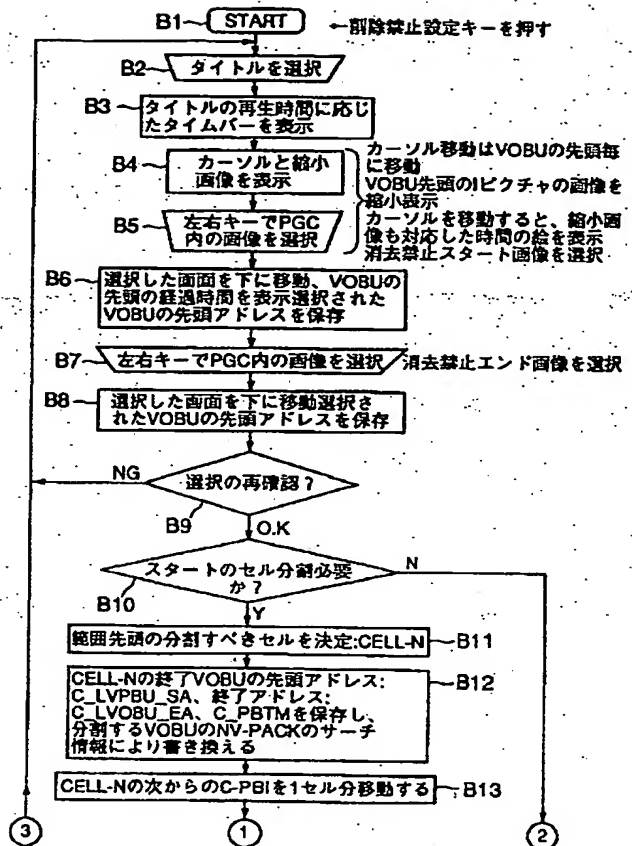 B1 START ←削除禁止設定キーを押す
B2 タイトルを選択
B3 タイトルの再生時間に応じ
たタイムバーを表示
B4 カーソルと縮小
画像を表示
カーソル移動はVOBUの先頭毎
に移動
VOBU先頭のIピクチャの画像を
縮小表示
カーソルを移動すると、縮小画
像も対応した時間の絵を表示
消去禁止スタート画像を選択
B5 左右キーでPGC
内の画像を選択
B6 選択した画面を下に移動、VOBUの
先頭の経過時間を表示選択された
VOBUの先頭アドレスを保存
B7 左右キーでPGC内の画像を選択 消去禁止エンド画像を選択
B8 選択した画面を下に移動選択さ
れたVOBUの先頭アドレスを保存
NG 選択の再確認?
B9
O.K
スタートのセル分割必要
か? N
B10
Y
範囲先頭の分割すべきセルを決定:CELL-N B11
CELL-Nの終了VOBUの先頭アドレス: B12
C_LVPBU_SA、終了アドレス:
C_LVOBU_EA、C_PBTMを保存し、
分割するVOBUのNV-PACKのサーチ
情報により書き換える
CELL-Nの次からのC-PBIを1セル分移動する B13
3 1 2